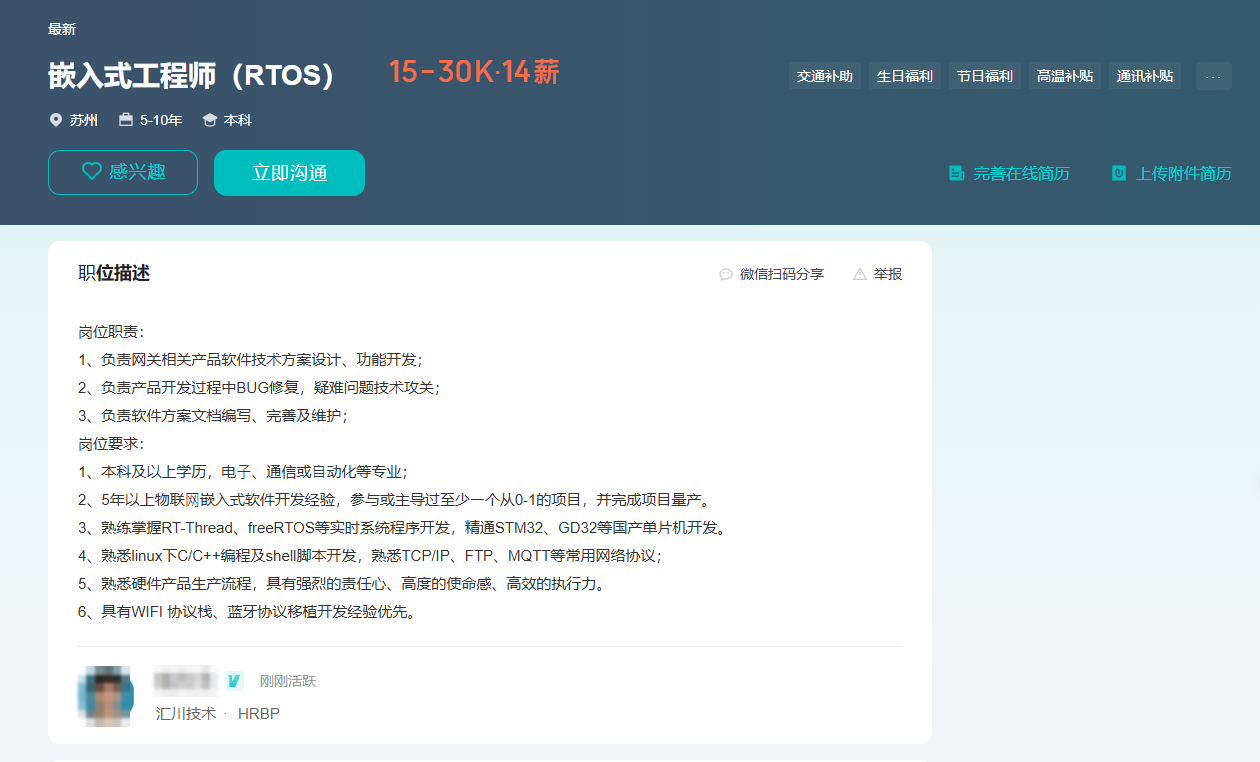 最新
嵌入式工程师（RTOS） 15-30K·14薪
交通补助 生日福利 节日福利 高温补贴 通讯补贴 ...
苏州 5-10年 本科
感兴趣 立即沟通
完善在线简历 上传附件简历
职位描述
微信扫码分享 举报
岗位职责：
1、负责网关相关产品软件技术方案设计、功能开发；
2、负责产品开发过程中BUG修复，疑难问题技术攻关；
3、负责软件方案文档编写、完善及维护；
岗位要求：
1、本科及以上学历，电子、通信或自动化等专业；
2、5年以上物联网嵌入式软件开发经验，参与或主导过至少一个从0-1的项目，并完成项目量产。
3、熟练掌握RT-Thread、freeRTOS等实时系统程序开发，精通STM32、GD32等国产单片机开发。
4、熟悉linux下C/C++编程及shell脚本开发，熟悉TCP/IP、FTP、MQTT等常用网络协议；
5、熟悉硬件产品生产流程，具有强烈的责任心、高度的使命感、高效的执行力。
6、具有WIFI 协议栈、蓝牙协议移植开发经验优先。
刚刚活跃
汇川技术 · HRBP